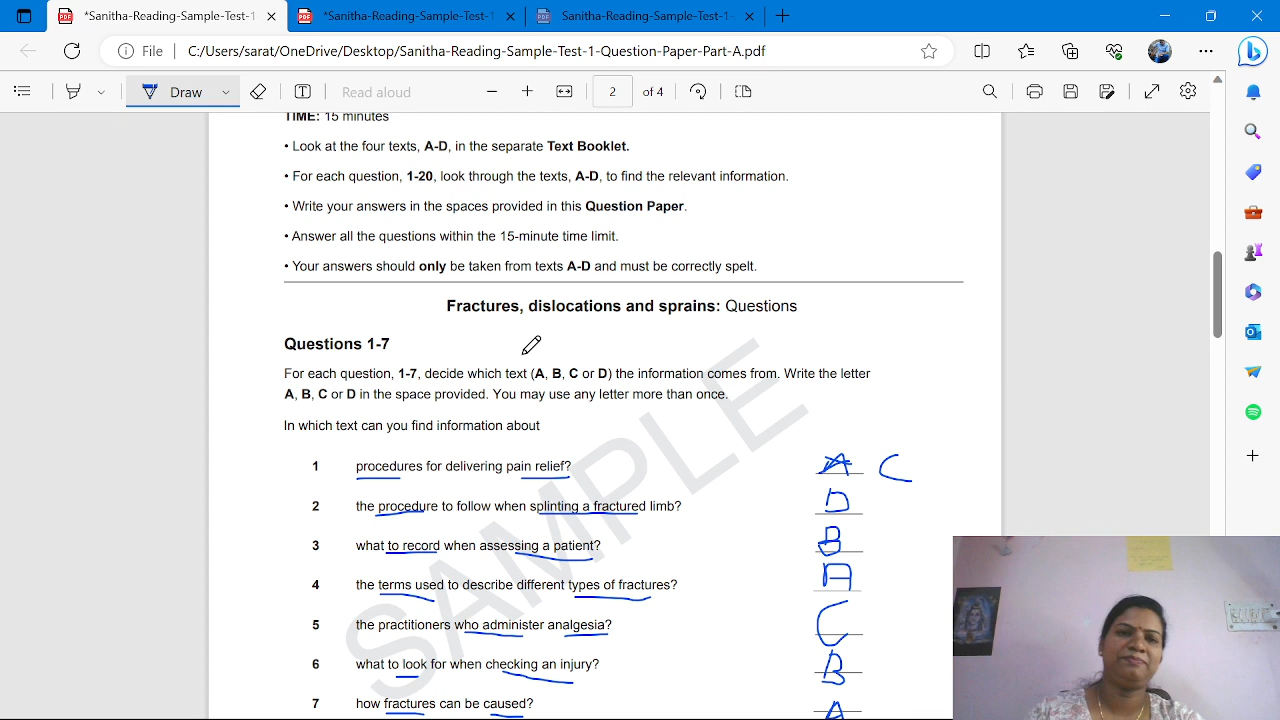 *Sanitha-Reading-Sample-Test-1
*Sanitha-Reading-Sample-Test-1
Sanitha-Reading-Sample-Test-1-
File
C:/Users/sarat/OneDrive/Desktop/Sanitha-Reading-Sample-Test-1-Question-Paper-Part-A.pdf
Draw
Read aloud
2 of 4
TIME: 15 minutes
• Look at the four texts, A-D, in the separate Text Booklet.
• For each question, 1-20, look through the texts, A-D, to find the relevant information.
• Write your answers in the spaces provided in this Question Paper.
• Answer all the questions within the 15-minute time limit.
• Your answers should only be taken from texts A-D and must be correctly spelt.
Fractures, dislocations and sprains: Questions
Questions 1-7
For each question, 1-7, decide which text (A, B, C or D) the information comes from. Write the letter
A, B, C or D in the space provided. You may use any letter more than once.
In which text can you find information about
1 procedures for delivering pain relief? A C
2 the procedure to follow when splinting a fractured limb? D
3 what to record when assessing a patient? B
4 the terms used to describe different types of fractures? A
5 the practitioners who administer analgesia? C
6 what to look for when checking an injury? B
7 how fractures can be caused? A
SAMPLE